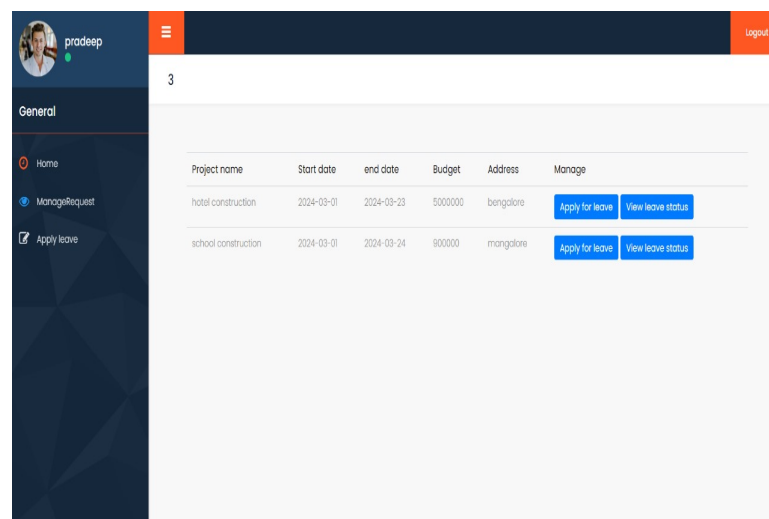 pradeep
Logout
3
General
Home
ManageRequest
Apply leave
Project name Start date end date Budget Address Manage
hotel construction 2024-03-01 2024-03-23 5000000 bengalore Apply for leave View leave status
school construction 2024-03-01 2024-03-24 900000 mangalore Apply for leave View leave status